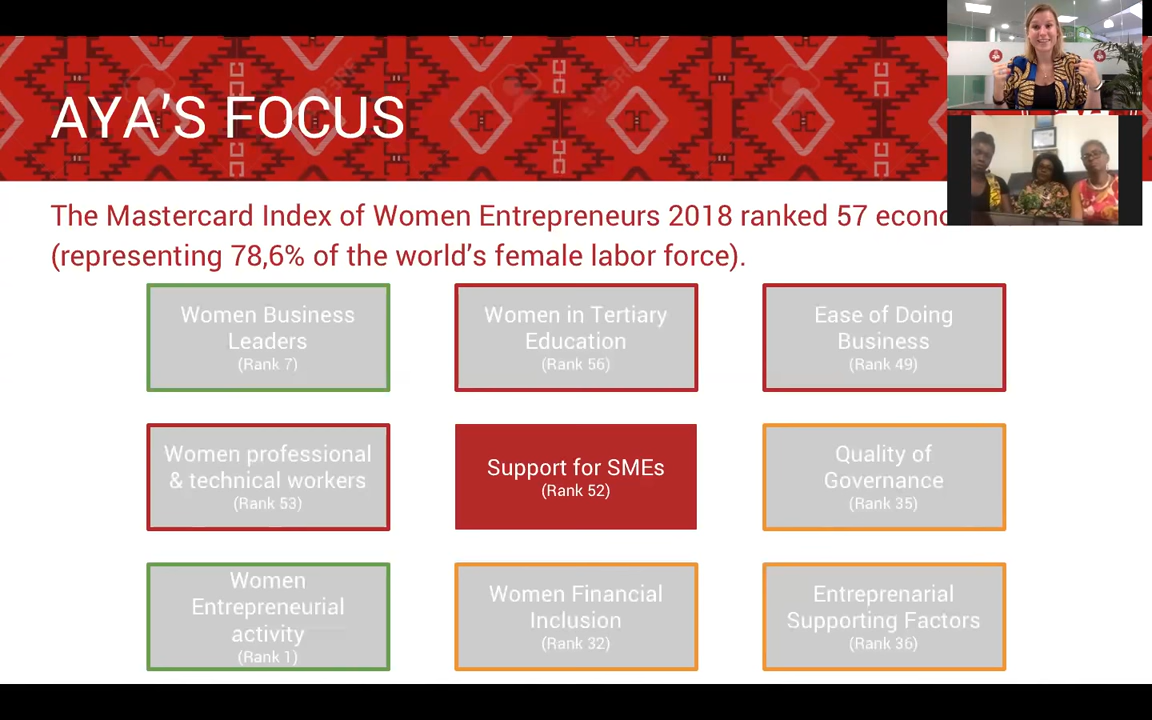 AYA'S FOCUS
The Mastercard Index of Women Entrepreneurs 2018 ranked 57
(representing 78,6% of the world's female labor force).
Women Business
Leaders
(Rank 7)
Women in Tertiary
Education
(Rank 56)
Ease of Doing
Business
(Rank 49)
Women professional
& technical workers
(Rank 53)
Support for SMEs
(Rank 52)
Quality of
Governance
(Rank 35)
Women
Entrepreneurial
activity
(Rank 1)
Women Financial
Inclusion
(Rank 32)
Entreprenarial
Supporting Factors
(Rank 36)